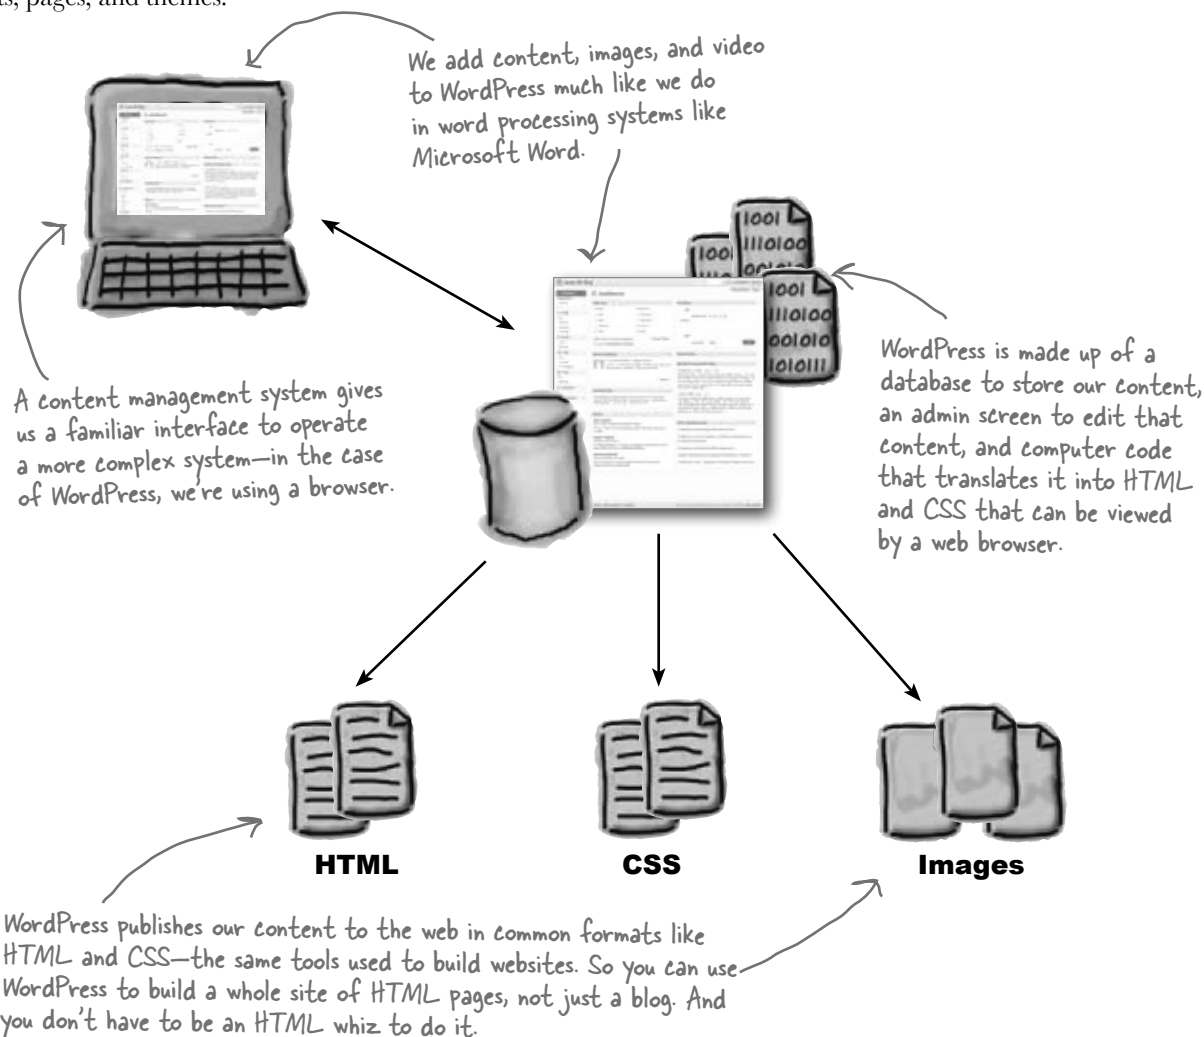 pages, and themes.
We add content, images, and video
to WordPress much like we do
in word processing systems like
Microsoft Word.
1001
1110100
1001
1110100
001010
1010111
WordPress is made up of a
database to store our content,
an admin screen to edit that
content, and computer code
that translates it into HTML
and CSS that can be viewed
by a web browser.
A content management system gives
us a familiar interface to operate
a more complex system—in the case
of WordPress, we're using a browser.
HTML
CSS
Images
WordPress publishes our content to the web in common formats like
HTML and CSS—the same tools used to build websites. So you can use
WordPress to build a whole site of HTML pages, not just a blog. And
you don't have to be an HTML whiz to do it.